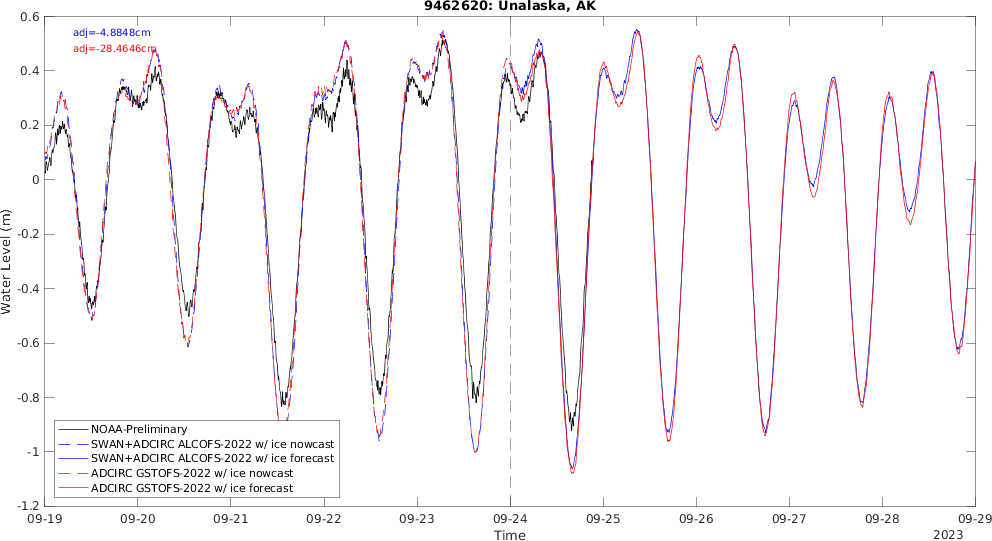 9462620: Unalaska, AK
adj=-4.8848cm
adj=-28.4646cm
Water Level (m)
0.6
0.4
0.2
0
-0.2
-0.4
-0.6
-0.8
-1
-1.2
NOAA-Preliminary
SWAN+ADCIRC ALCOFS-2022 w/ ice nowcast
SWAN+ADCIRC ALCOFS-2022 w/ ice forecast
ADCIRC GSTOFS-2022 w/ ice nowcast
ADCIRC GSTOFS-2022 w/ ice forecast
09-19 09-20 09-21 09-22 09-23 09-24 09-25 09-26 09-27 09-28 09-29
Time
2023